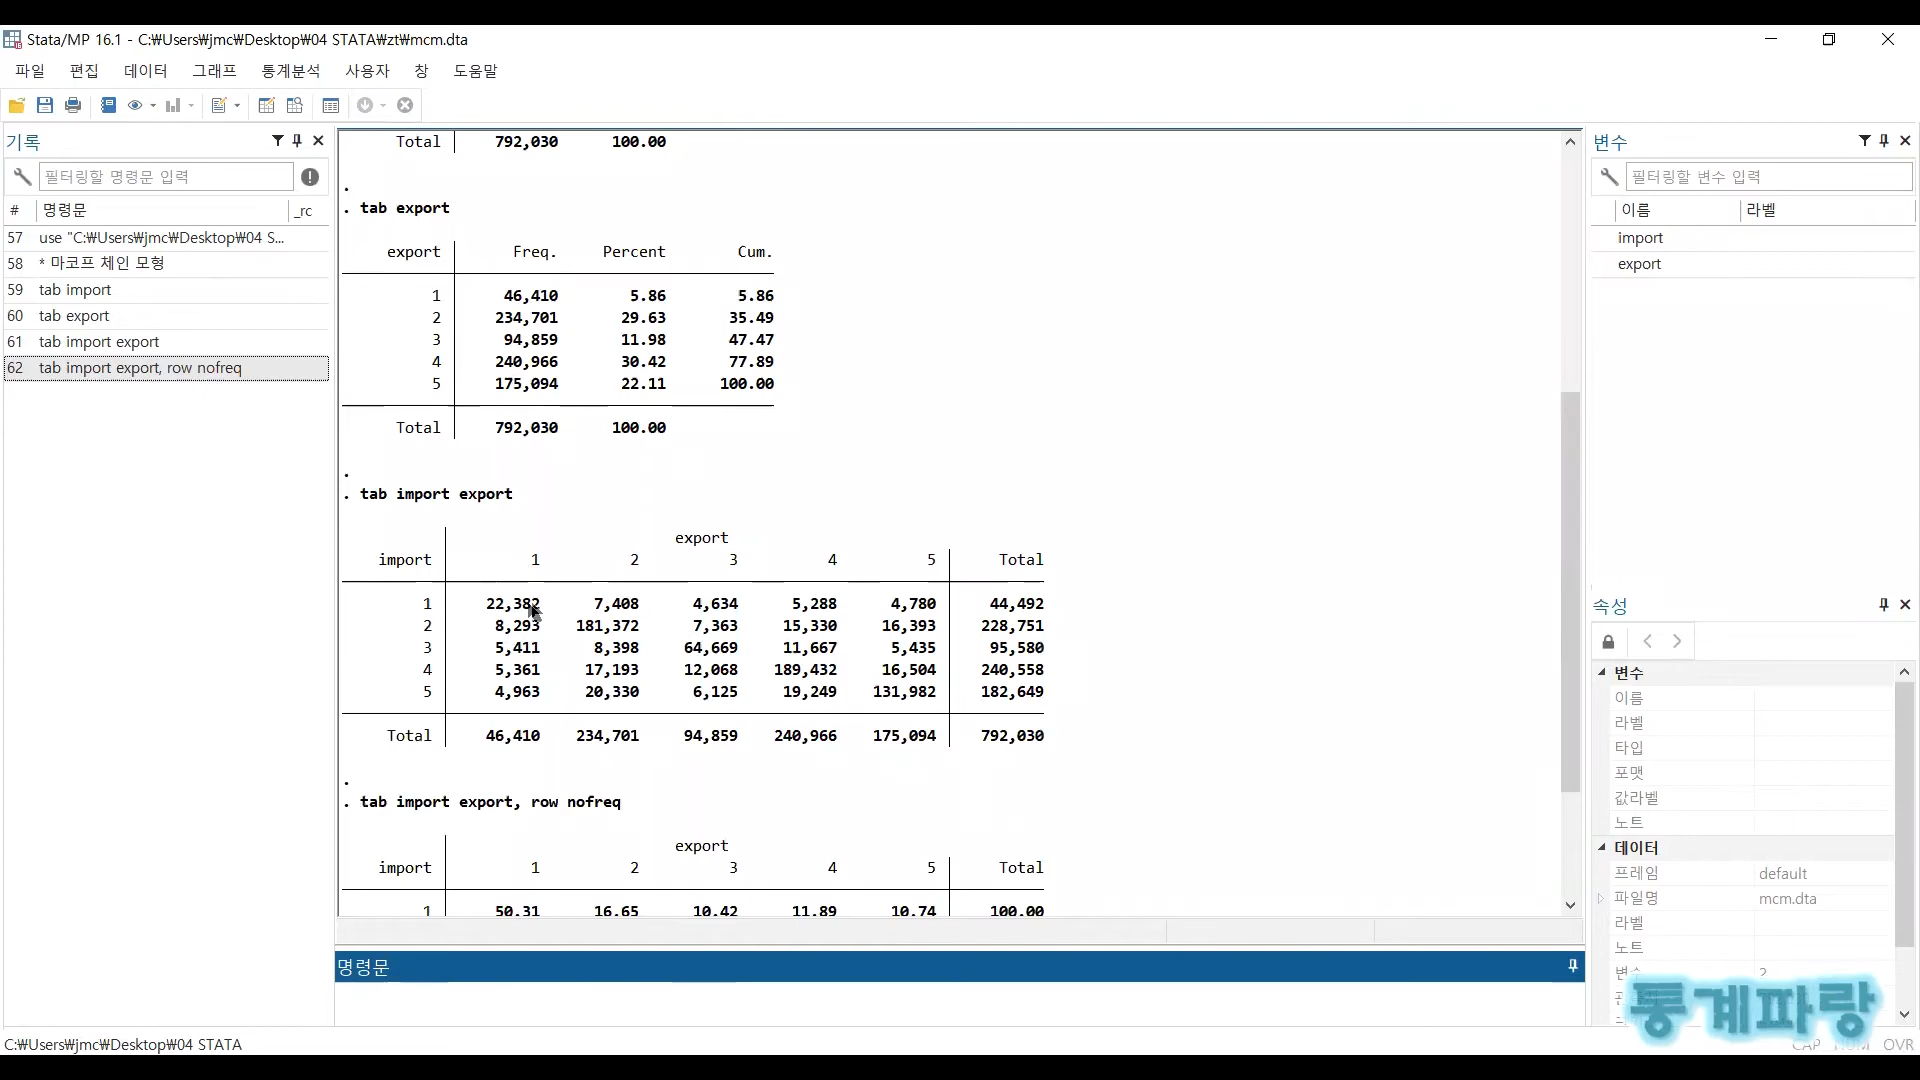 Stata/MP 16.1 - C:₩Users₩jmc₩Desktop₩04 STATA₩zt₩mcm.dta
파일 편집 데이터 그래프 통계분석 사용자 창 도움말
기록
필터링할 명령문 입력
# 명령문 _rc
57 use "C:₩Users₩jmc₩Desktop₩04 S...
58 * 마코프 체인 모형
59 tab import
60 tab export
61 tab import export
62 tab import export, row nofreq
Total 792,030 100.00
.
. tab export
export Freq. Percent Cum.
1 46,410 5.86 5.86
2 234,701 29.63 35.49
3 94,859 11.98 47.47
4 240,966 30.42 77.89
5 175,094 22.11 100.00
Total 792,030 100.00
.
. tab import export
export
import 1 2 3 4 5 Total
1 22,382 7,408 4,634 5,288 4,780 44,492
2 8,293 181,372 7,363 15,330 16,393 228,751
3 5,411 8,398 64,669 11,667 5,435 95,580
4 5,361 17,193 12,068 189,432 16,504 240,558
5 4,963 20,330 6,125 19,249 131,982 182,649
Total 46,410 234,701 94,859 240,966 175,094 792,030
.
. tab import export, row nofreq
export
import 1 2 3 4 5 Total
1 50.31 16.65 10.42 11.89 10.74 100.00
명령문
변수
필터링할 변수 입력
이름 라벨
import
export
속성
변수
이름
라벨
타입
포맷
값라벨
노트
데이터
프레임 default
파일명 mcm.dta
라벨
노트
변수 2
통계파랑
C:₩Users₩jmc₩Desktop₩04 STATA
CAP NUM OVR